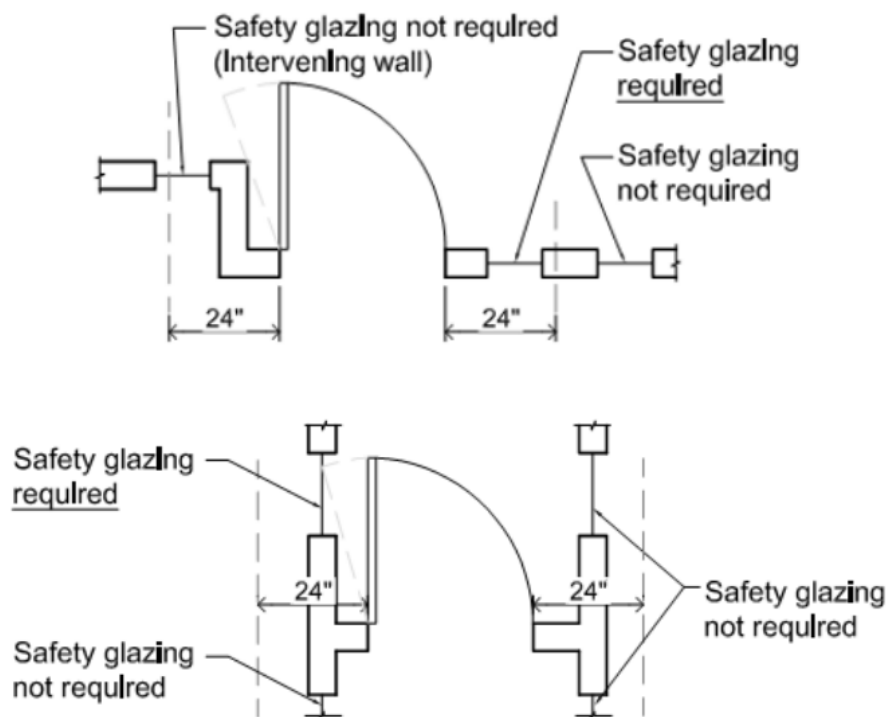 Safety glazing not required
(Intervening wall)
Safety glazing
required
Safety glazing
not required
24"
24"
Safety glazing
required
24"
24"
Safety glazing
not required
Safety glazing
not required